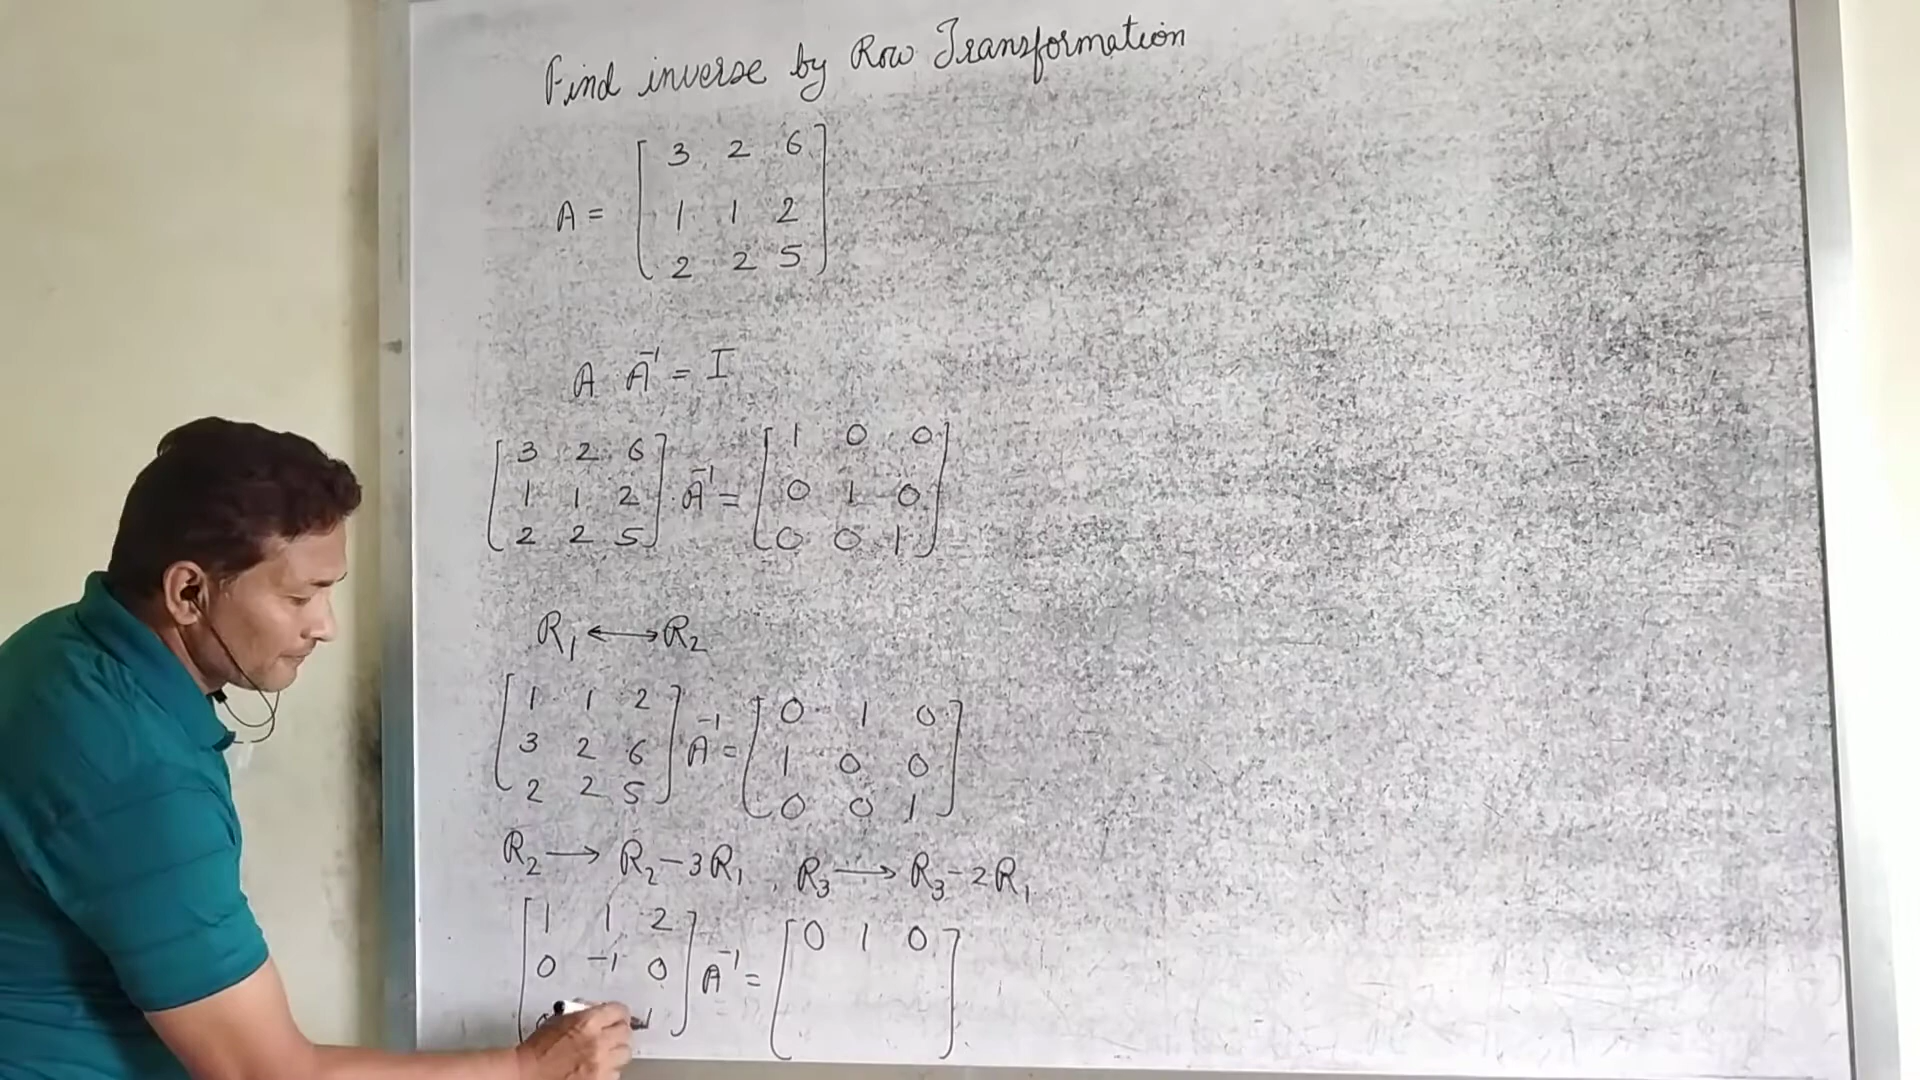 Find inverse by Row Transformation
3 2 6
A = 1 1 2
2 2 5
A A⁻¹ = I
3 2 6 1 0 0
1 1 2 A⁻¹ = 0 1 0
2 2 5 0 0 1
R₁ ⟷ R₂
1 1 2 0 1 0
3 2 6 A⁻¹ = 1 0 0
2 2 5 0 0 1
R₂ ⟶ R₂ - 3R₁ , R₃ ⟶ R₃ - 2R₁
1 1 2 0 1 0
0 -1 0 A⁻¹ =
1